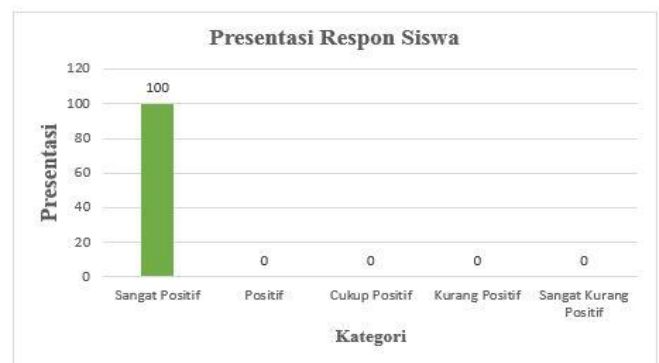 Presentasi Respon Siswa
Presentasi
120
100
80
60
40
20
0
100
0
0
0
0
Sangat Positif
Positif
Cukup Positif
Kurang Positif
Sangat Kurang
Positif
Kategori